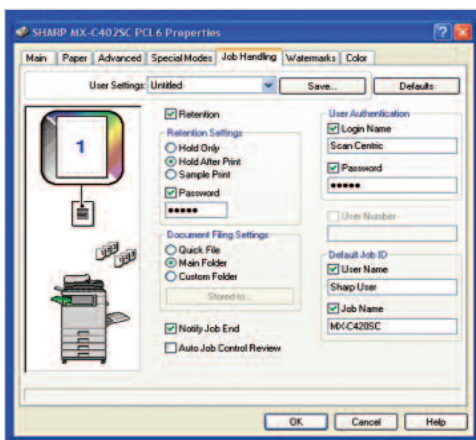 SHARP MX-C402SC PCL6 Properties
Main Paper Advanced Special Modes Job Handling Watermarks Color
User Settings: Untitled Save... Defaults
1
Retention
Retention Settings
Hold Only
Hold After Print
Sample Print
Password
•••••
Document Filing Settings
Quick File
Main Folder
Custom Folder
Stored to...
Notify Job End
Auto Job Control Review
User Authentication
Login Name
Scan Centric
Password
•••••
User Number
Default Job ID
User Name
Sharp User
Job Name
MX-C420SC
OK Cancel Help